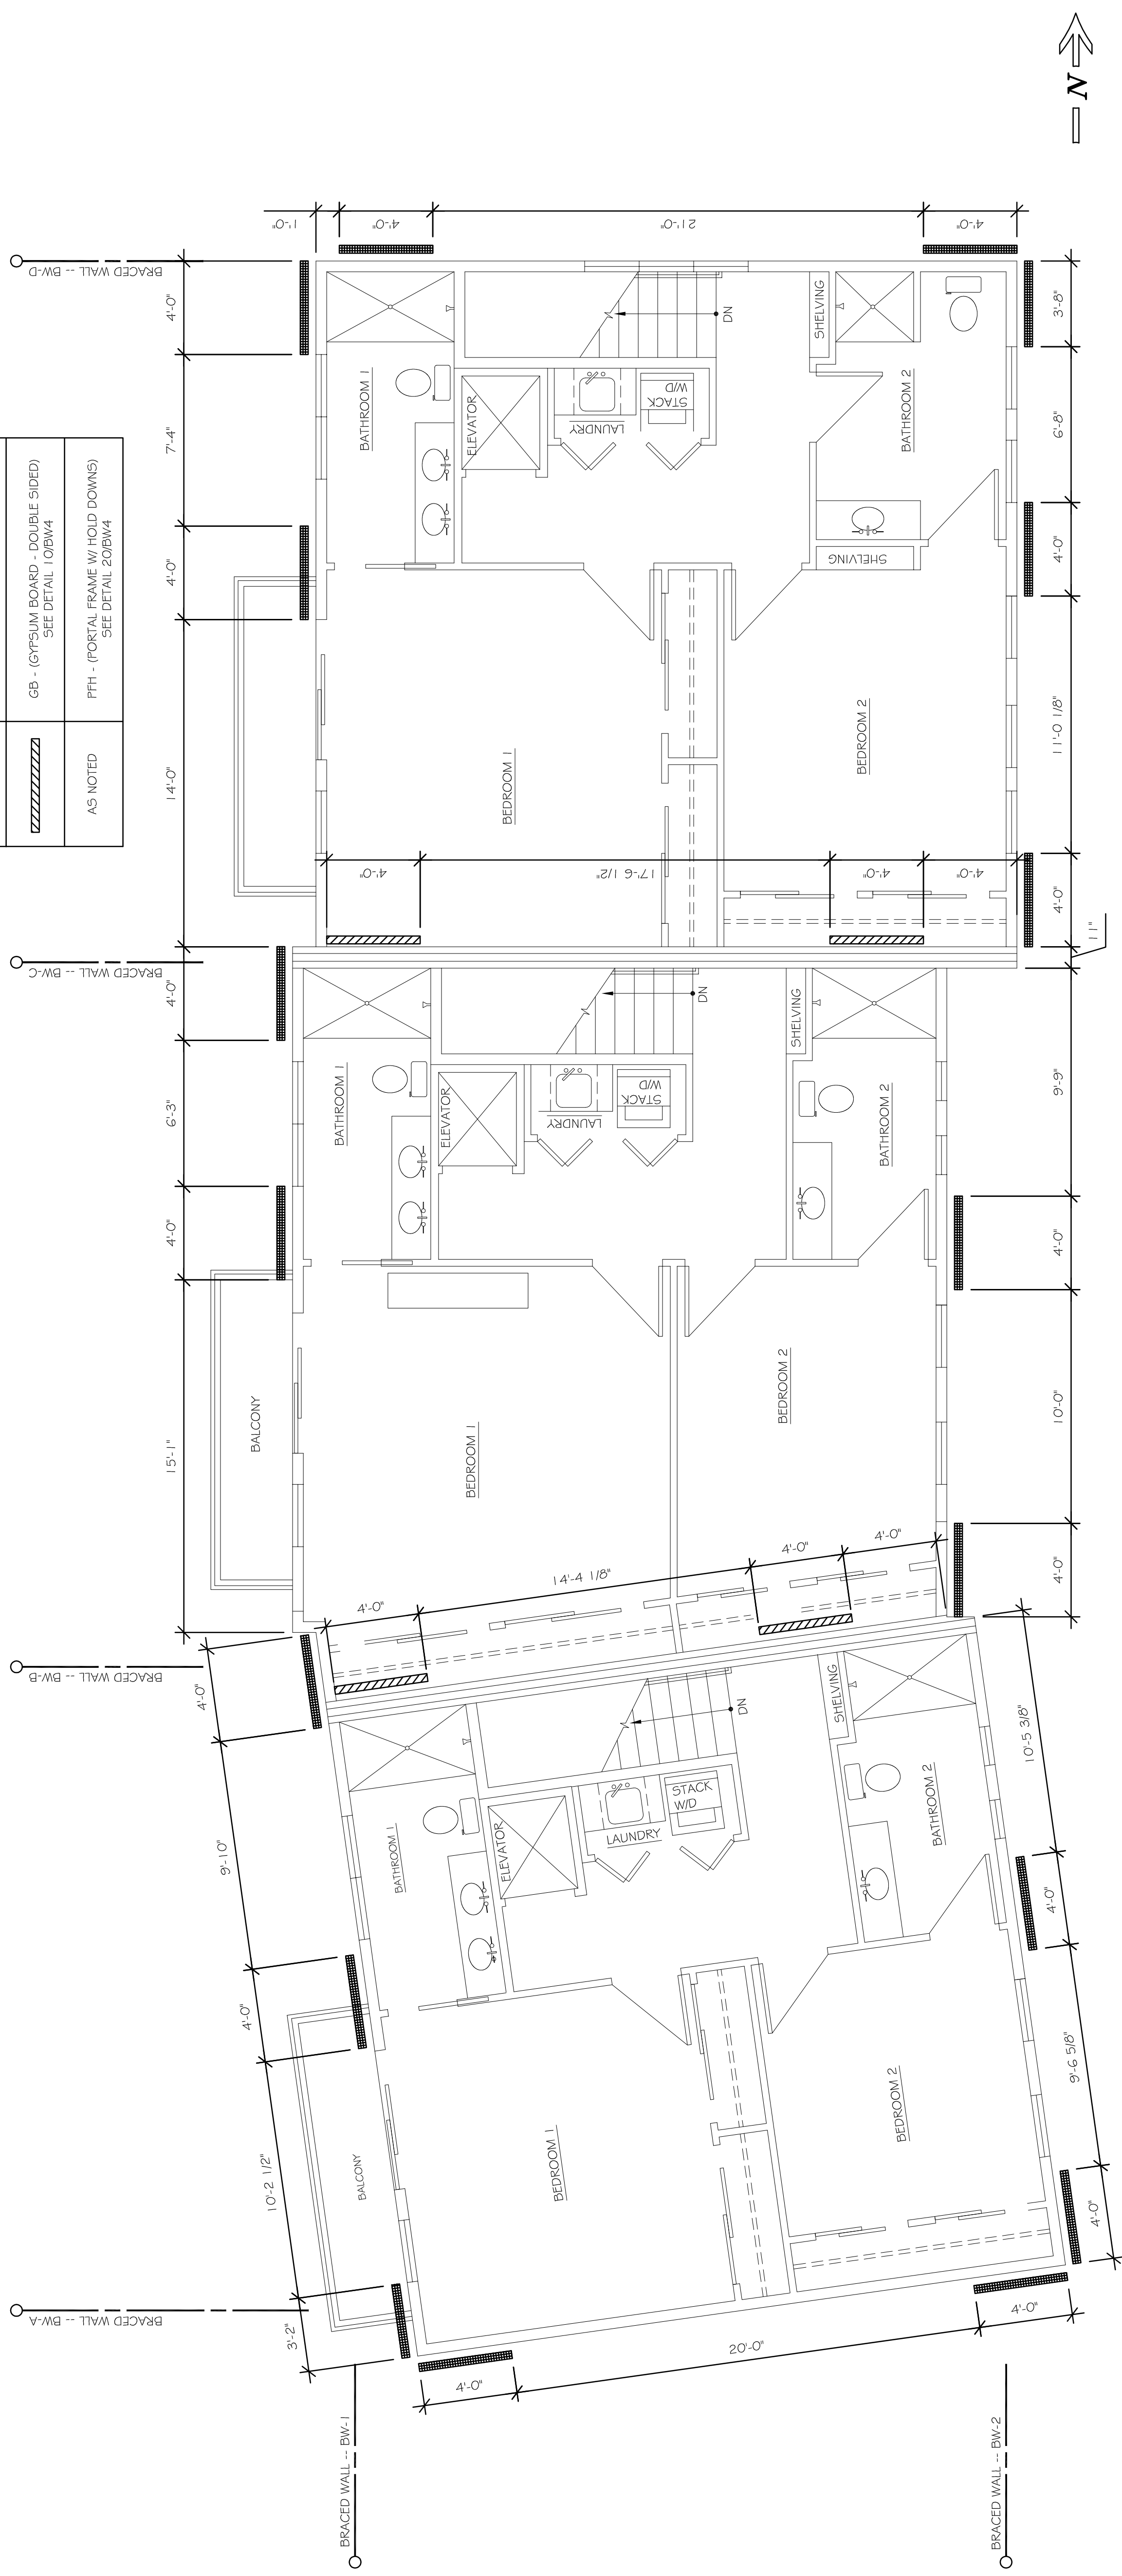 N
GB - (GYPSUM BOARD - DOUBLE SIDED)
SEE DETAIL 10/BW4
AS NOTED
PFH - (PORTAL FRAME W/ HOLD DOWNS)
SEE DETAIL 20/BW4
BRACED WALL -- BW-D
4'-0"
7'-4"
4'-0"
14'-0"
1'-0"
4'-0"
21'-0"
4'-0"
BATHROOM 1
ELEVATOR
LAUNDRY
STACK
W/D
DN
SHELVING
BATHROOM 2
SHELVING
BEDROOM 1
BEDROOM 2
4'-0"
17'-6 1/2"
4'-0"
4'-0"
3'-8"
6'-8"
4'-0"
11'-0 1/8"
4'-0"
11"
BRACED WALL -- BW-C
4'-0"
6'-3"
4'-0"
15'-1"
BATHROOM 1
ELEVATOR
LAUNDRY
STACK
W/D
DN
SHELVING
BATHROOM 2
BALCONY
BEDROOM 1
BEDROOM 2
9'-9"
4'-0"
10'-0"
4'-0"
4'-0"
14'-4 1/8"
4'-0"
4'-0"
BRACED WALL -- BW-B
4'-0"
9'-10"
4'-0"
10'-2 1/2"
3'-2"
BATHROOM 1
ELEVATOR
LAUNDRY
STACK
W/D
DN
SHELVING
BATHROOM 2
BALCONY
BEDROOM 1
BEDROOM 2
10'-5 3/8"
4'-0"
9'-6 5/8"
4'-0"
BRACED WALL -- BW-A
4'-0"
20'-0"
4'-0"
BRACED WALL -- BW-1
BRACED WALL -- BW-2